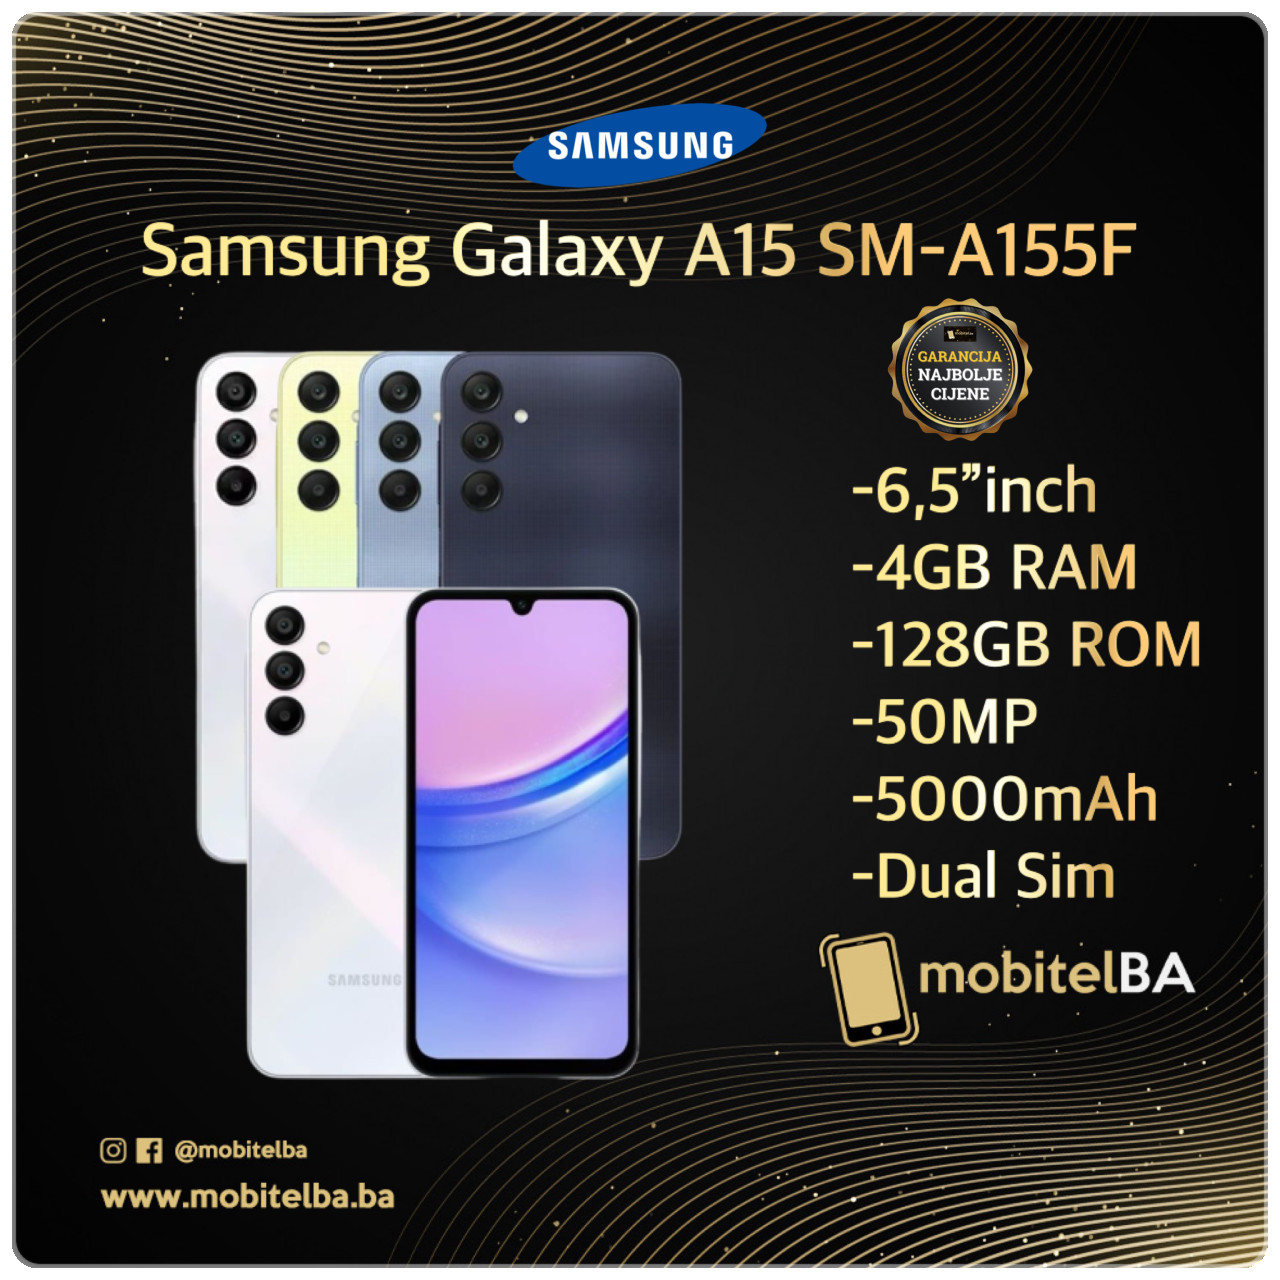 SAMSUNG
Samsung Galaxy A15 SM-A155F
GARANCIJA
NAJBOLJE
CIJENE
-6,5”inch
-4GB RAM
-128GB ROM
-50MP
-5000mAh
-Dual Sim
mobitelBA
SAMSUNG
@mobitelba
www.mobitelba.ba